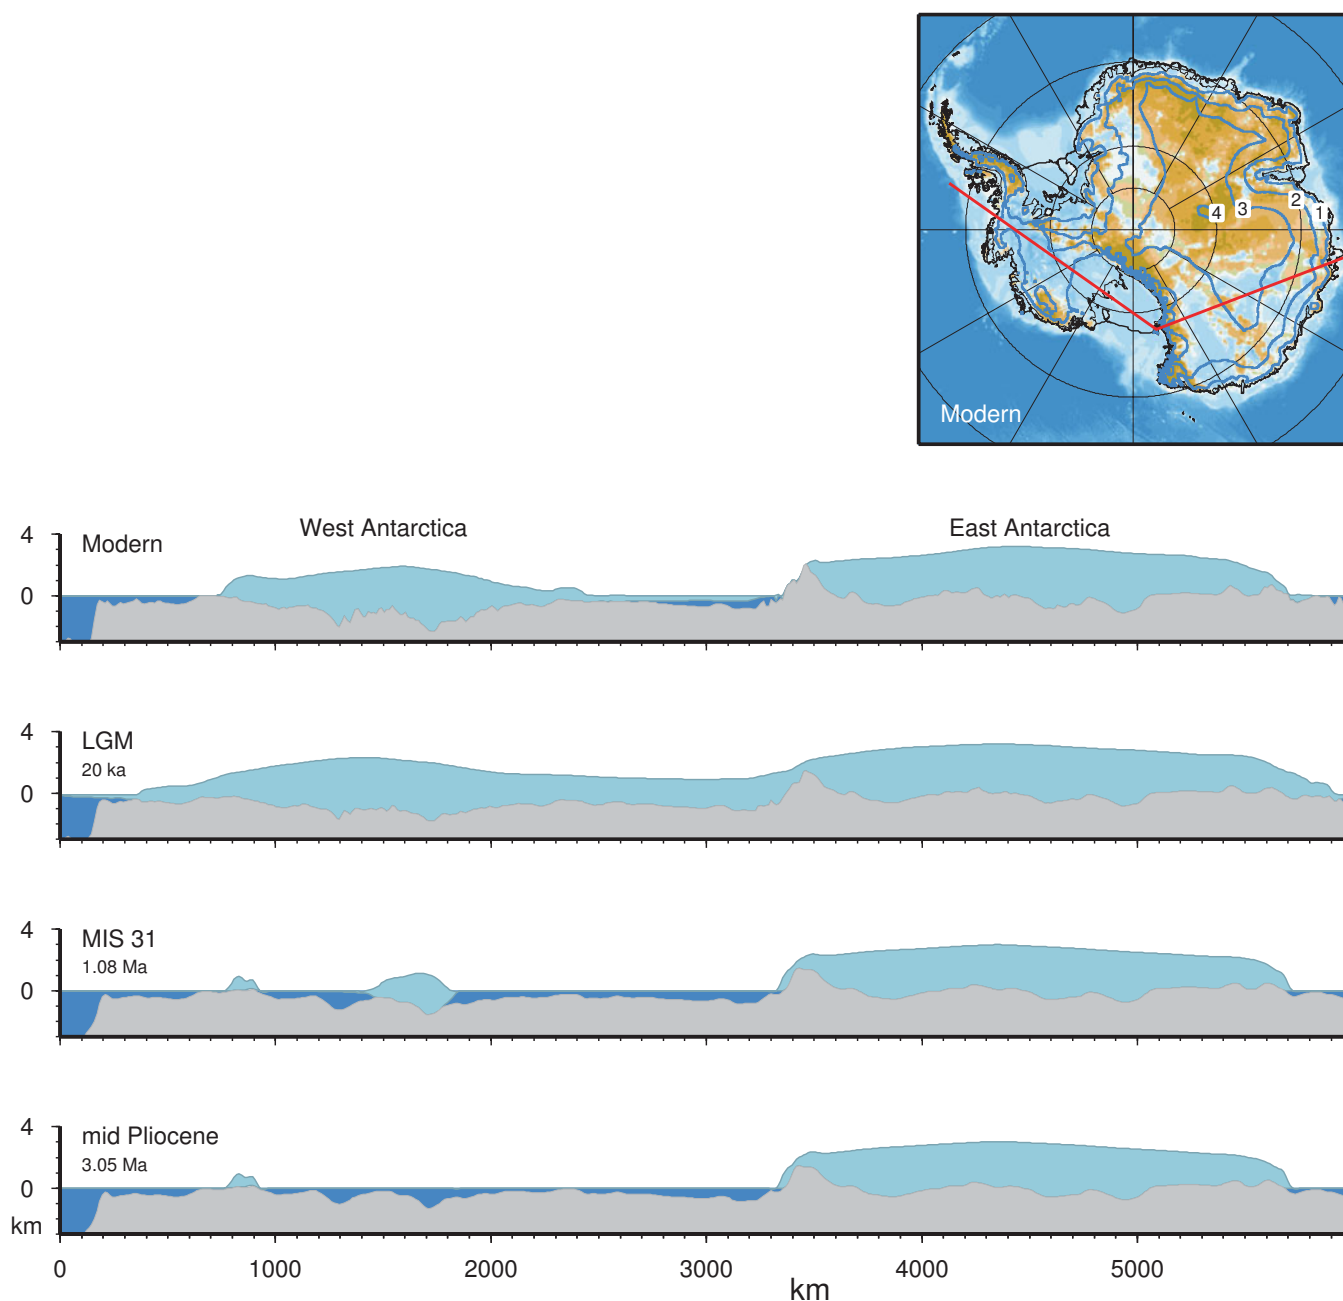 4 3 2 1
Modern
West Antarctica East Antarctica
4
Modern
0
4
LGM
20 ka
0
4
MIS 31
1.08 Ma
0
4
mid Pliocene
3.05 Ma
0
km
0 1000 2000 3000 4000 5000
km